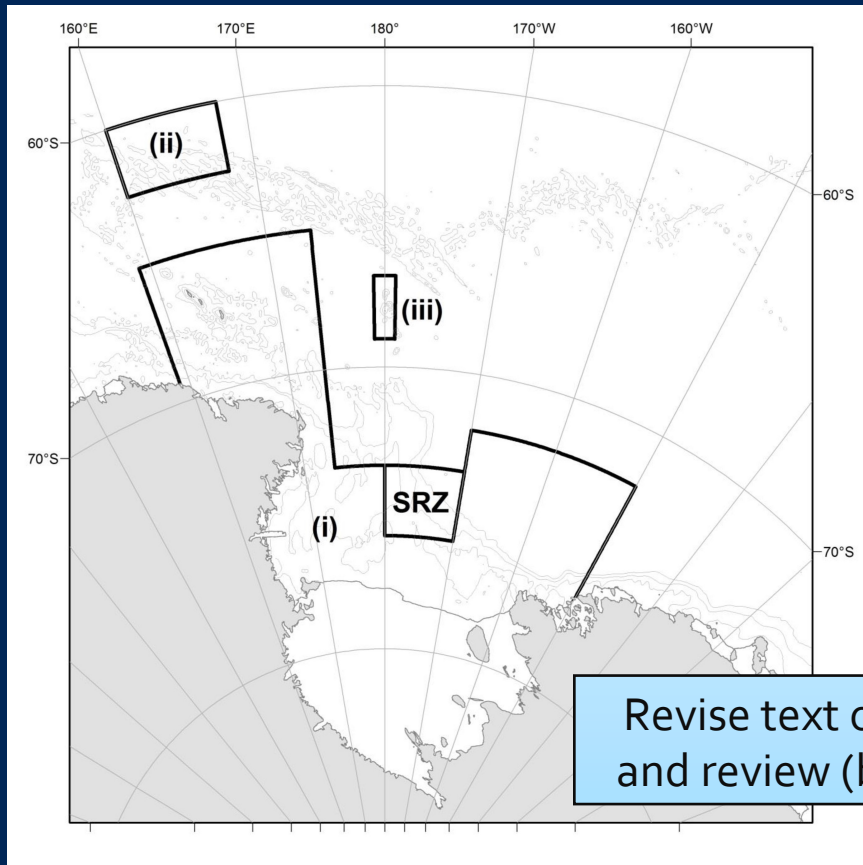 160°E 170°E 180° 170°W 160°W
(ii)
60°S
60°S
(iii)
70°S
SRZ
(i)
70°S
Revise text
and review